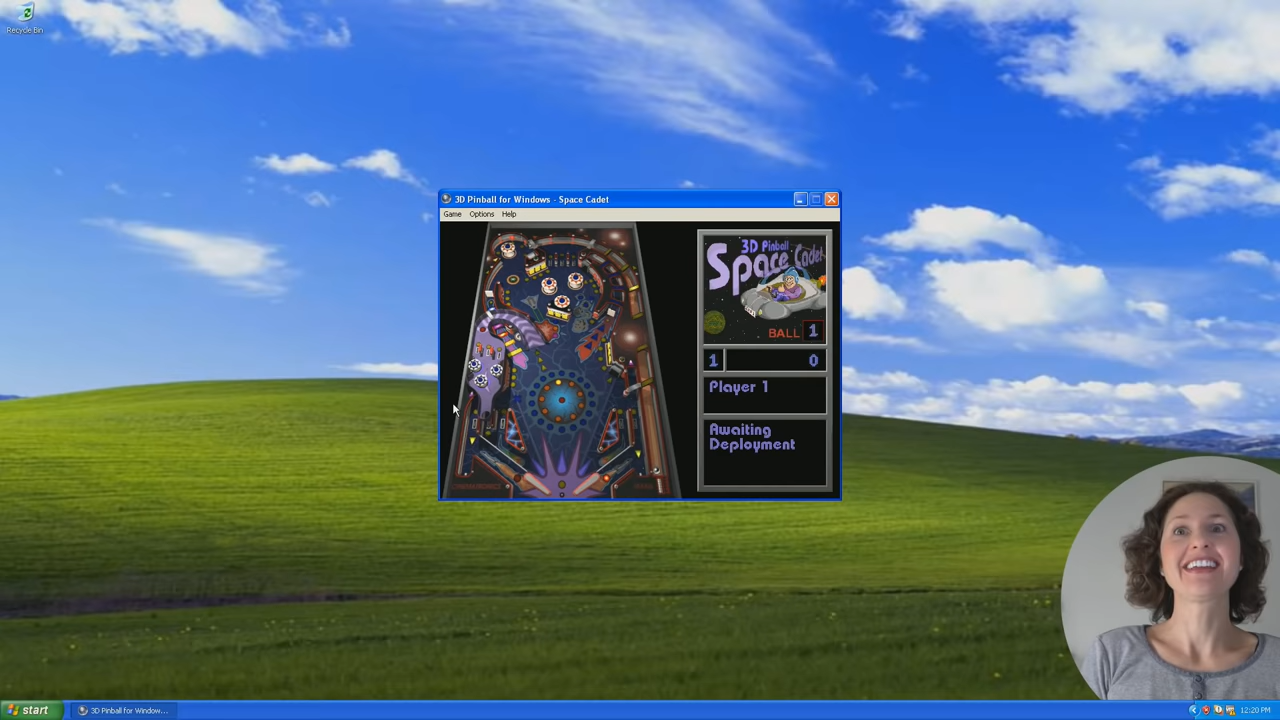 Recycle Bin
3D Pinball for Windows - Space Cadet
Game Options Help
3D Pinball
Space Cadet
BALL 1
1 0
Player 1
Awaiting
Deployment
start
3D Pinball for Window...
12:20 PM